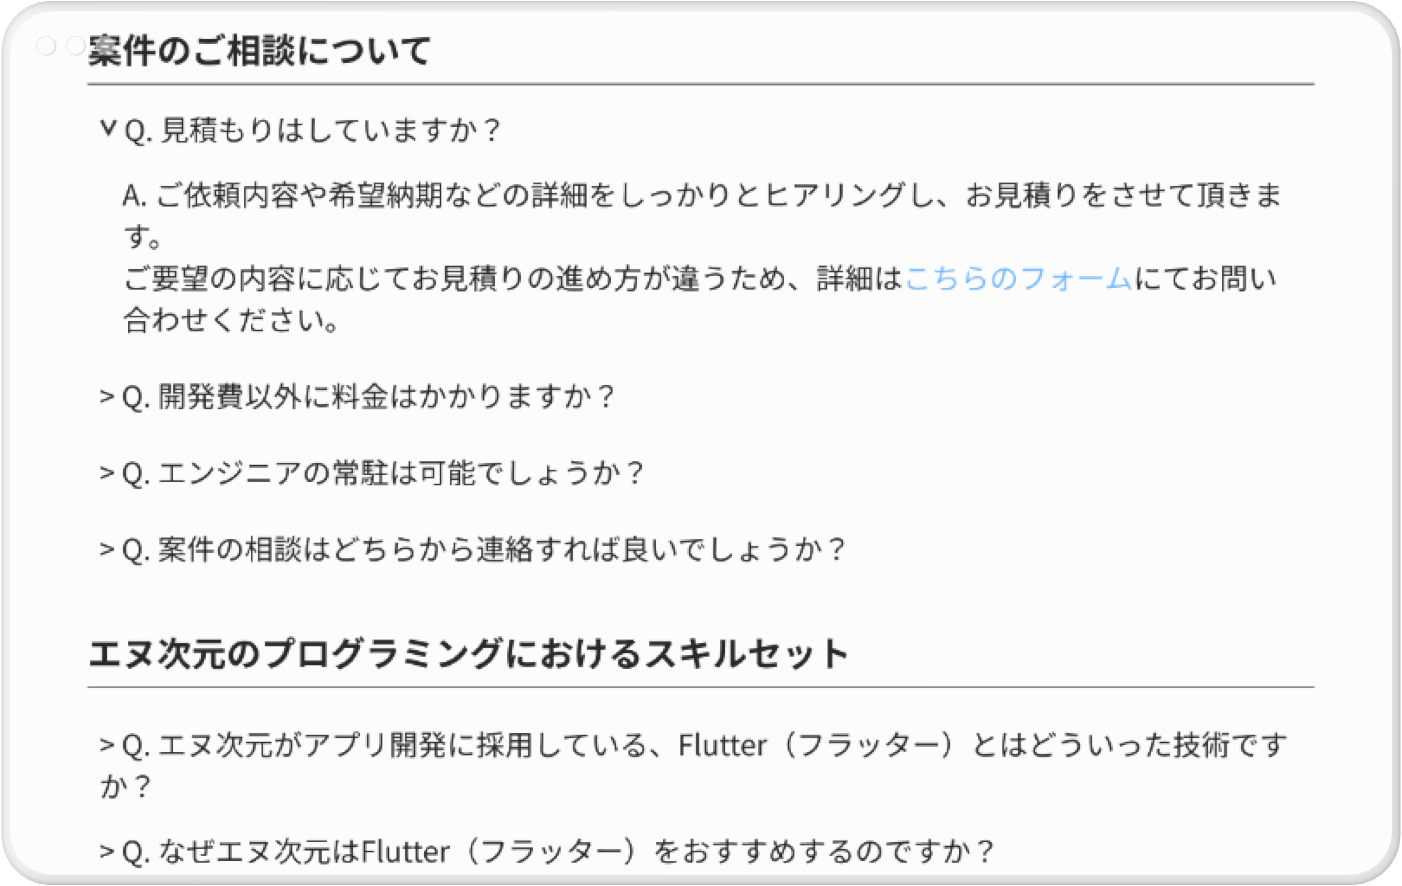 案件のご相談について
∨ Q. 見積もりはしていますか？
A. ご依頼内容や希望納期などの詳細をしっかりとヒアリングし、お見積りをさせて頂きま
す。
ご要望の内容に応じてお見積りの進め方が違うため、詳細はこちらのフォームにてお問い
合わせください。
> Q. 開発費以外に料金はかかりますか？
> Q. エンジニアの常駐は可能でしょうか？
> Q. 案件の相談はどちらから連絡すれば良いでしょうか？
エヌ次元のプログラミングにおけるスキルセット
> Q. エヌ次元がアプリ開発に採用している、Flutter（フラッター）とはどういった技術です
か？
> Q. なぜエヌ次元はFlutter（フラッター）をおすすめするのですか？